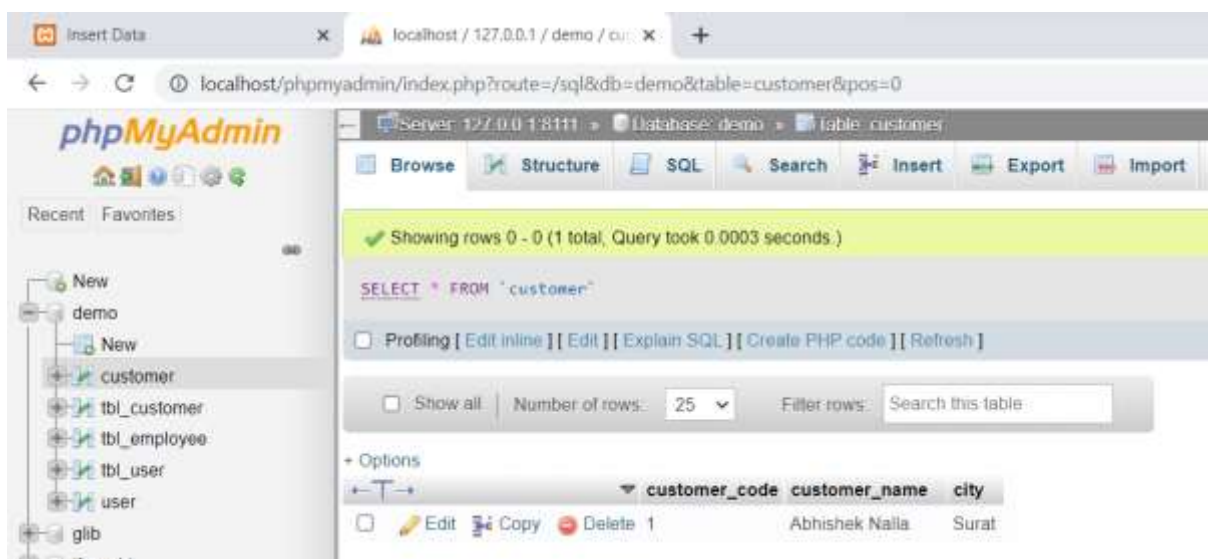 Insert Data
localhost / 127.0.0.1 / demo / cu
localhost/phpmyadmin/index.php?route=/sql&db=demo&table=customer&pos=0
phpMyAdmin
Recent Favorites
New
demo
New
customer
tbl_customer
tbl_employee
tbl_user
user
glib
Server: 127.0.0.1:8111 » Database: demo » Table: customer
Browse Structure SQL Search Insert Export Import
Showing rows 0 - 0 (1 total, Query took 0.0003 seconds.)
SELECT * FROM `customer`
Profiling [ Edit inline ] [ Edit ] [ Explain SQL ] [ Create PHP code ] [ Refresh ]
Show all | Number of rows: 25 Filter rows: Search this table
+ Options
←T→ customer_code customer_name city
Edit Copy Delete 1 Abhishek Nalla Surat